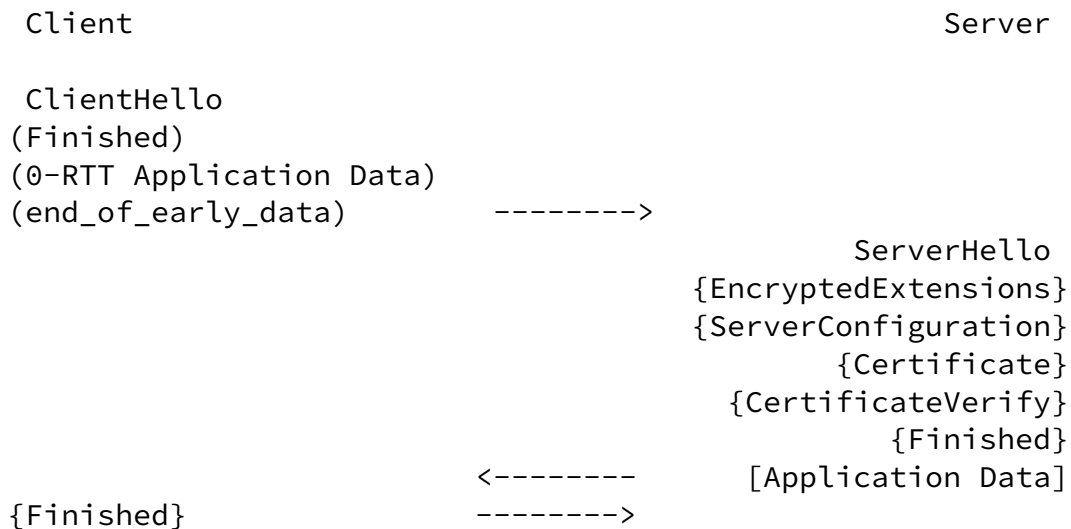 Client Server
ClientHello
(Finished)
(0-RTT Application Data)
(end_of_early_data) -------->
ServerHello
{EncryptedExtensions}
{ServerConfiguration}
{Certificate}
{CertificateVerify}
{Finished}
<-------- [Application Data]
{Finished} -------->